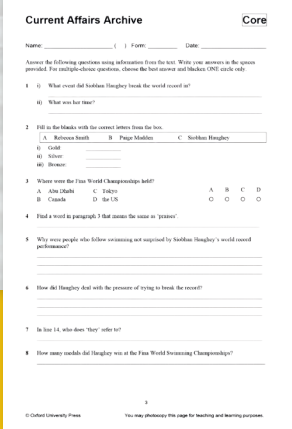 Current Affairs Archive Core
Name: ( ) Form: Date:
Answer the following questions using information from the text. Write your answers in the spaces
provided. For multiple-choice questions, choose the best answer and blacken ONE circle only.
1 i) What event did Siobhan Haughey break the world record in?
ii) What was her time?
2 Fill in the blanks with the correct letters from the box.
A Rebecca Smith B Paige Madden C Siobhan Haughey
i) Gold
ii) Silver
iii) Bronze
3 Where were the Fina World Championships held?
A Abu Dhabi C Tokyo A B C D
B Canada D the US
4 Find a word in paragraph 3 that means the same as 'praises'.
5 Why were people who follow swimming not surprised by Siobhan Haughey's world record
performance?
6 How did Haughey deal with the pressure of trying to break the record?
7 In line 14, who does 'they' refer to?
8 How many medals did Haughey win at the Fina World Swimming Championships?
3
© Oxford University Press You may photocopy this page for teaching and learning purposes.